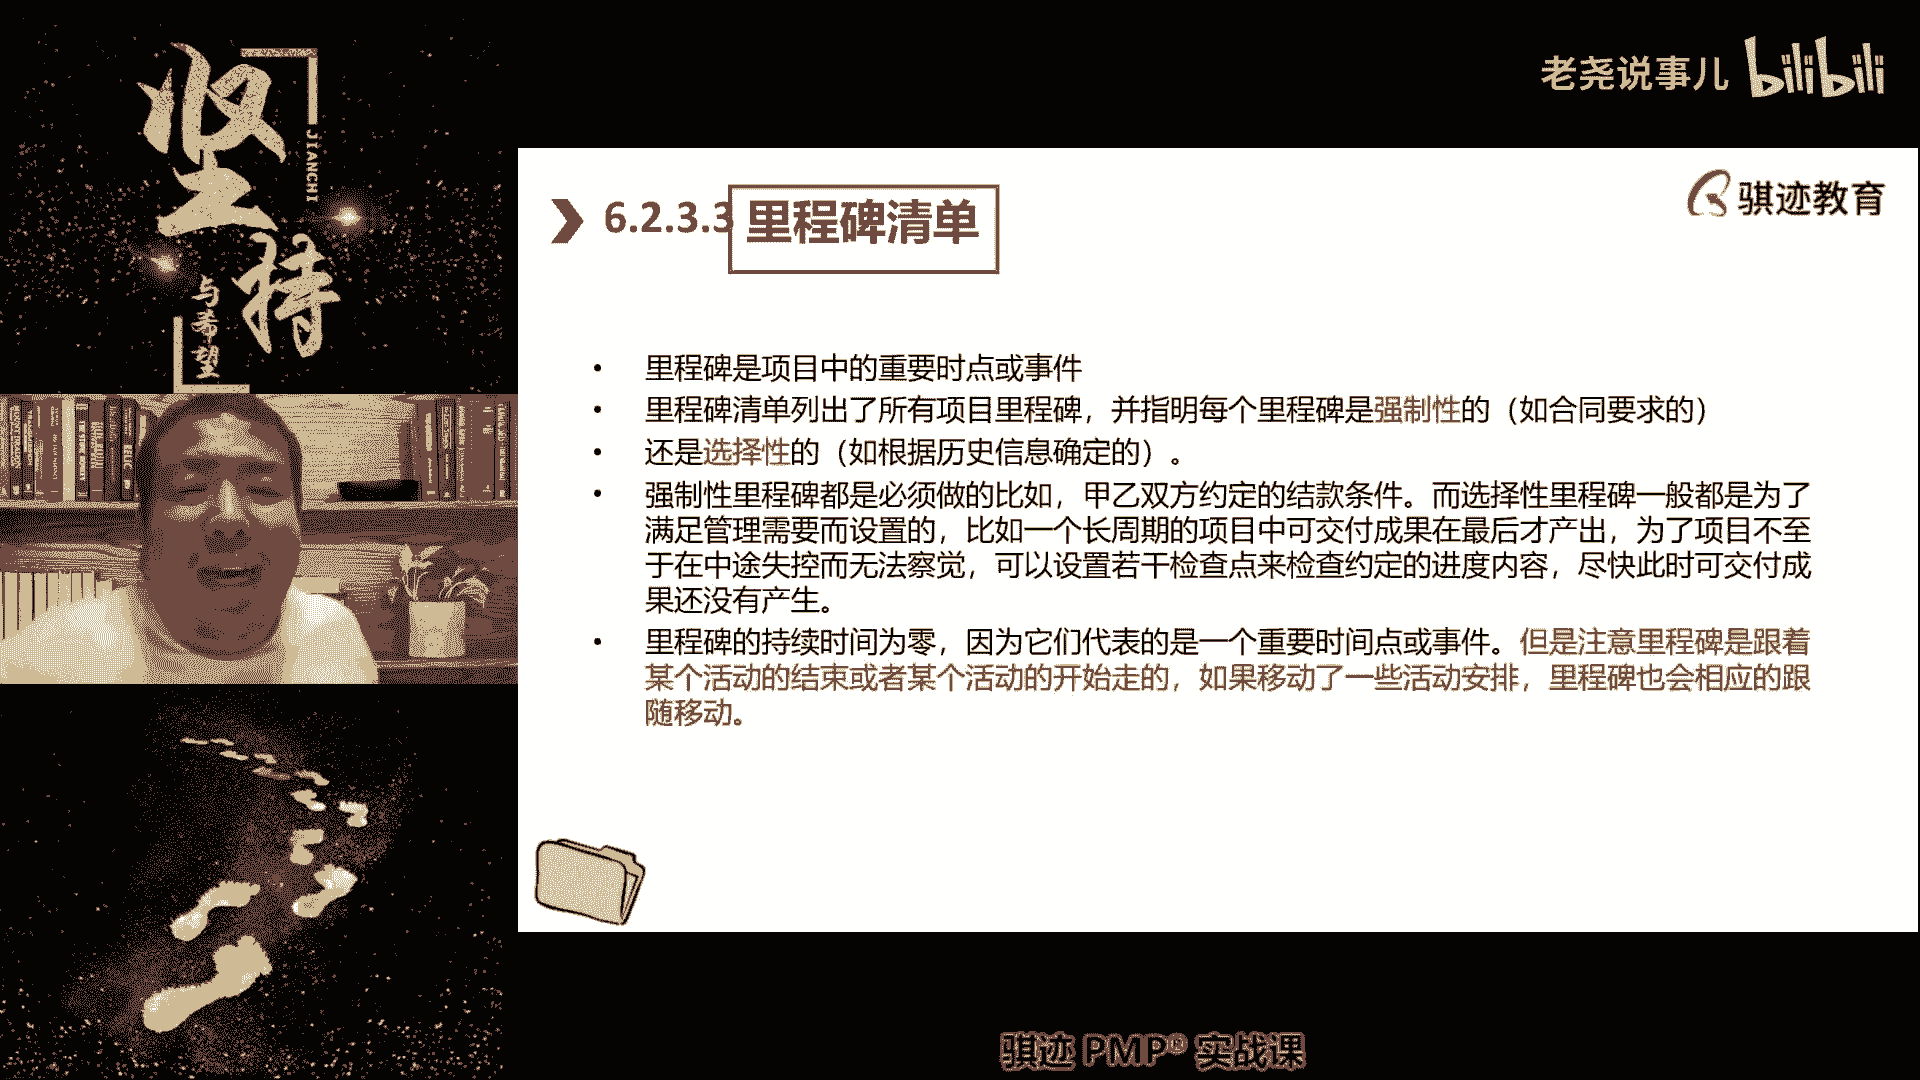 坚持
JIANCHI
与希望
老尧说事儿 bilibili
骐迹教育
6.2.3.3 里程碑清单
• 里程碑是项目中的重要时点或事件
• 里程碑清单列出了所有项目里程碑，并指明每个里程碑是强制性的（如合同要求的）
• 还是选择性的（如根据历史信息确定的）。
• 强制性里程碑都是必须做的比如，甲乙双方约定的结款条件。而选择性里程碑一般都是为了
满足管理需要而设置的，比如一个长周期的项目中可交付成果在最后才产出，为了项目不至
于在中途失控而无法察觉，可以设置若干检查点来检查约定的进度内容，尽快此时可交付成
果还没有产生。
• 里程碑的持续时间为零，因为它们代表的是一个重要时间点或事件。但是注意里程碑是跟着
某个活动的结束或者某个活动的开始走的，如果移动了一些活动安排，里程碑也会相应的跟
随移动。
骐迹 PMP® 实战课